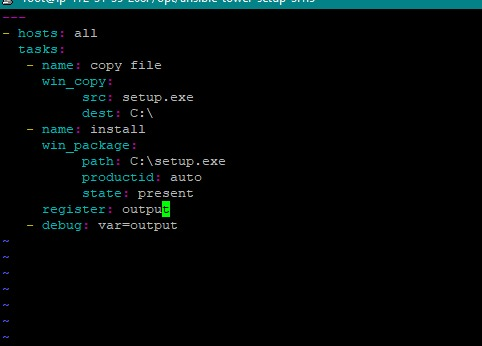 ---
- hosts: all
  tasks:
   - name: copy file
     win_copy:
          src: setup.exe
          dest: C:\
   - name: install
     win_package:
          path: C:\setup.exe
          productid: auto
          state: present
     register: output
   - debug: var=output
~
~
~
~
~
~
~